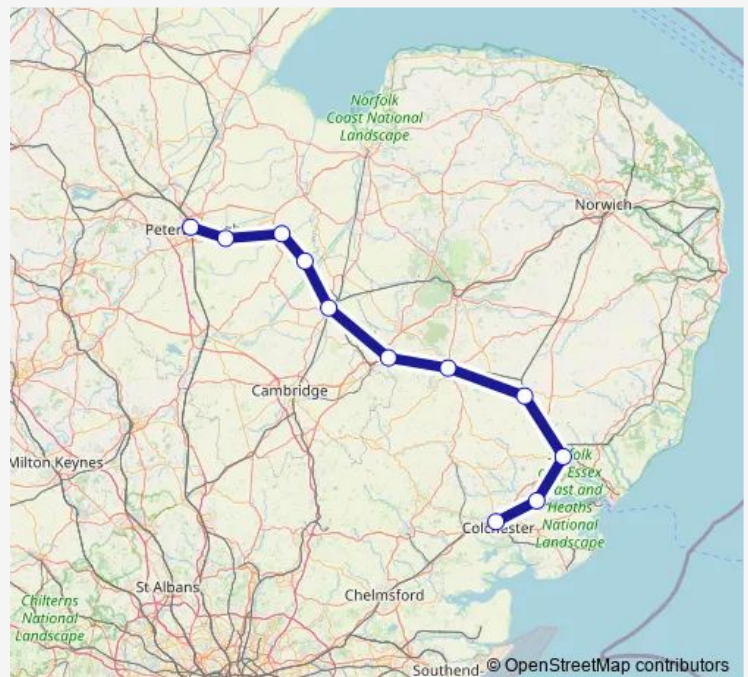 Norfolk
Coast National
Landscape
Norwich
Peter
Cambridge
Milton Keynes
folk
Essex
ast and
Heaths
National
Landscape
Colchester
St Albans
Chelmsford
Chilterns
National
Landscape
Southend-
© OpenStreetMap contributors